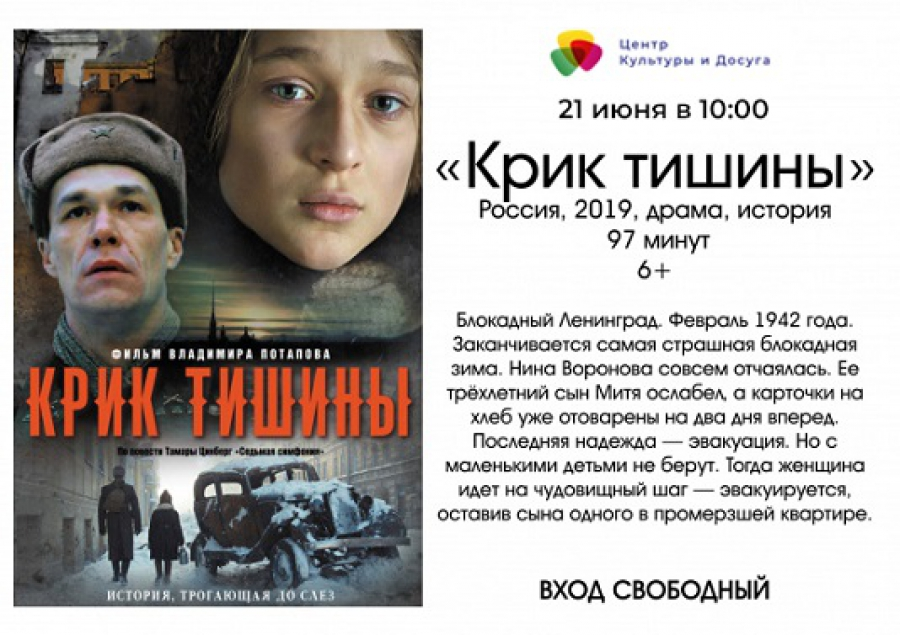 ФИЛЬМ ВЛАДИМИРА ПОТАПОВА
КРИК ТИШИНЫ
По повести Тамары Цинберг «Седьмая симфония»
ИСТОРИЯ, ТРОГАЮЩАЯ ДО СЛЕЗ
Центр
Культуры и Досуга
21 июня в 10:00
«Крик тишины»
Россия, 2019, драма, история
97 минут
6+
Блокадный Ленинград. Февраль 1942 года.
Заканчивается самая страшная блокадная
зима. Нина Воронова совсем отчаялась. Ее
трёхлетний сын Митя ослабел, а карточки на
хлеб уже отоварены на два дня вперед.
Последняя надежда — эвакуация. Но с
маленькими детьми не берут. Тогда женщина
идет на чудовищный шаг — эвакуируется,
оставив сына одного в промерзшей квартире.
ВХОД СВОБОДНЫЙ